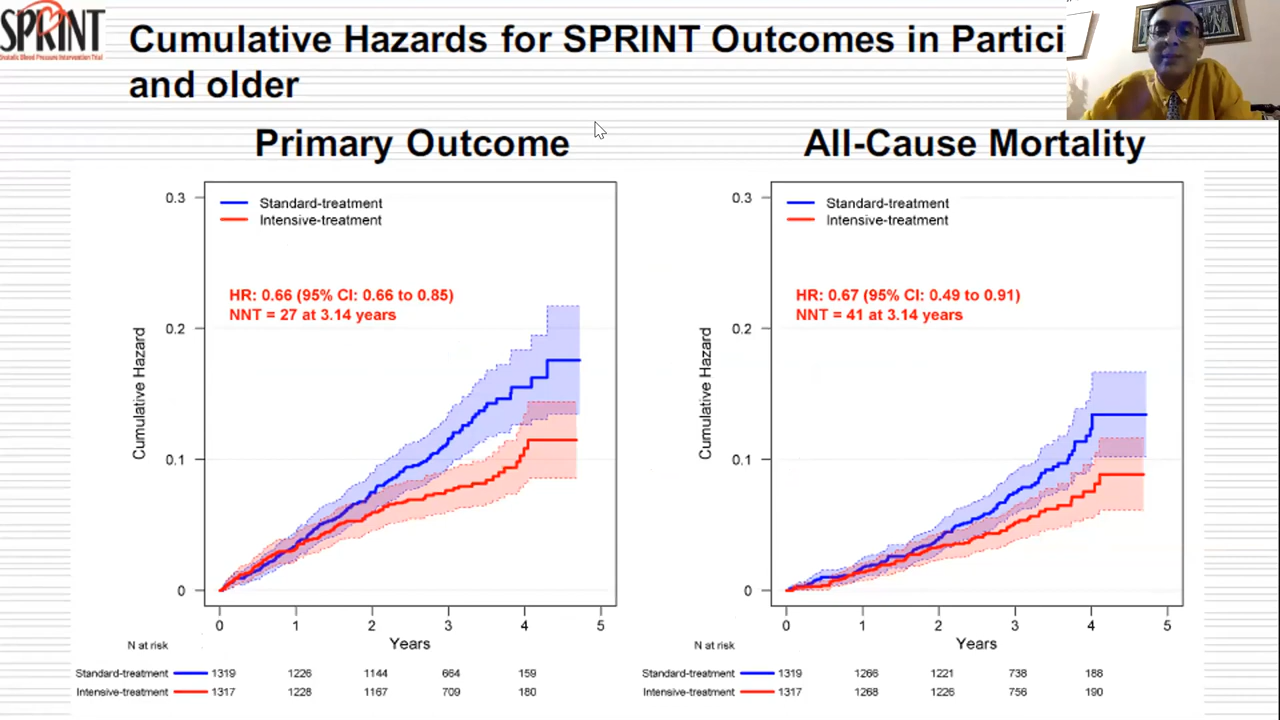 SPRINT
Systolic Blood Pressure Intervention Trial
Cumulative Hazards for SPRINT Outcomes in Partici
and older
Primary Outcome
0.3
0.2
0.1
0
Cumulative Hazard
Standard-treatment
Intensive-treatment
HR: 0.66 (95% CI: 0.66 to 0.85)
NNT = 27 at 3.14 years
0 1 2 3 4 5
Years
N at risk
Standard-treatment 1319 1226 1144 664 159
Intensive-treatment 1317 1228 1167 709 180
All-Cause Mortality
0.3
0.2
0.1
0
Cumulative Hazard
Standard-treatment
Intensive-treatment
HR: 0.67 (95% CI: 0.49 to 0.91)
NNT = 41 at 3.14 years
0 1 2 3 4 5
Years
N at risk
Standard-treatment 1319 1266 1221 738 188
Intensive-treatment 1317 1268 1226 756 190